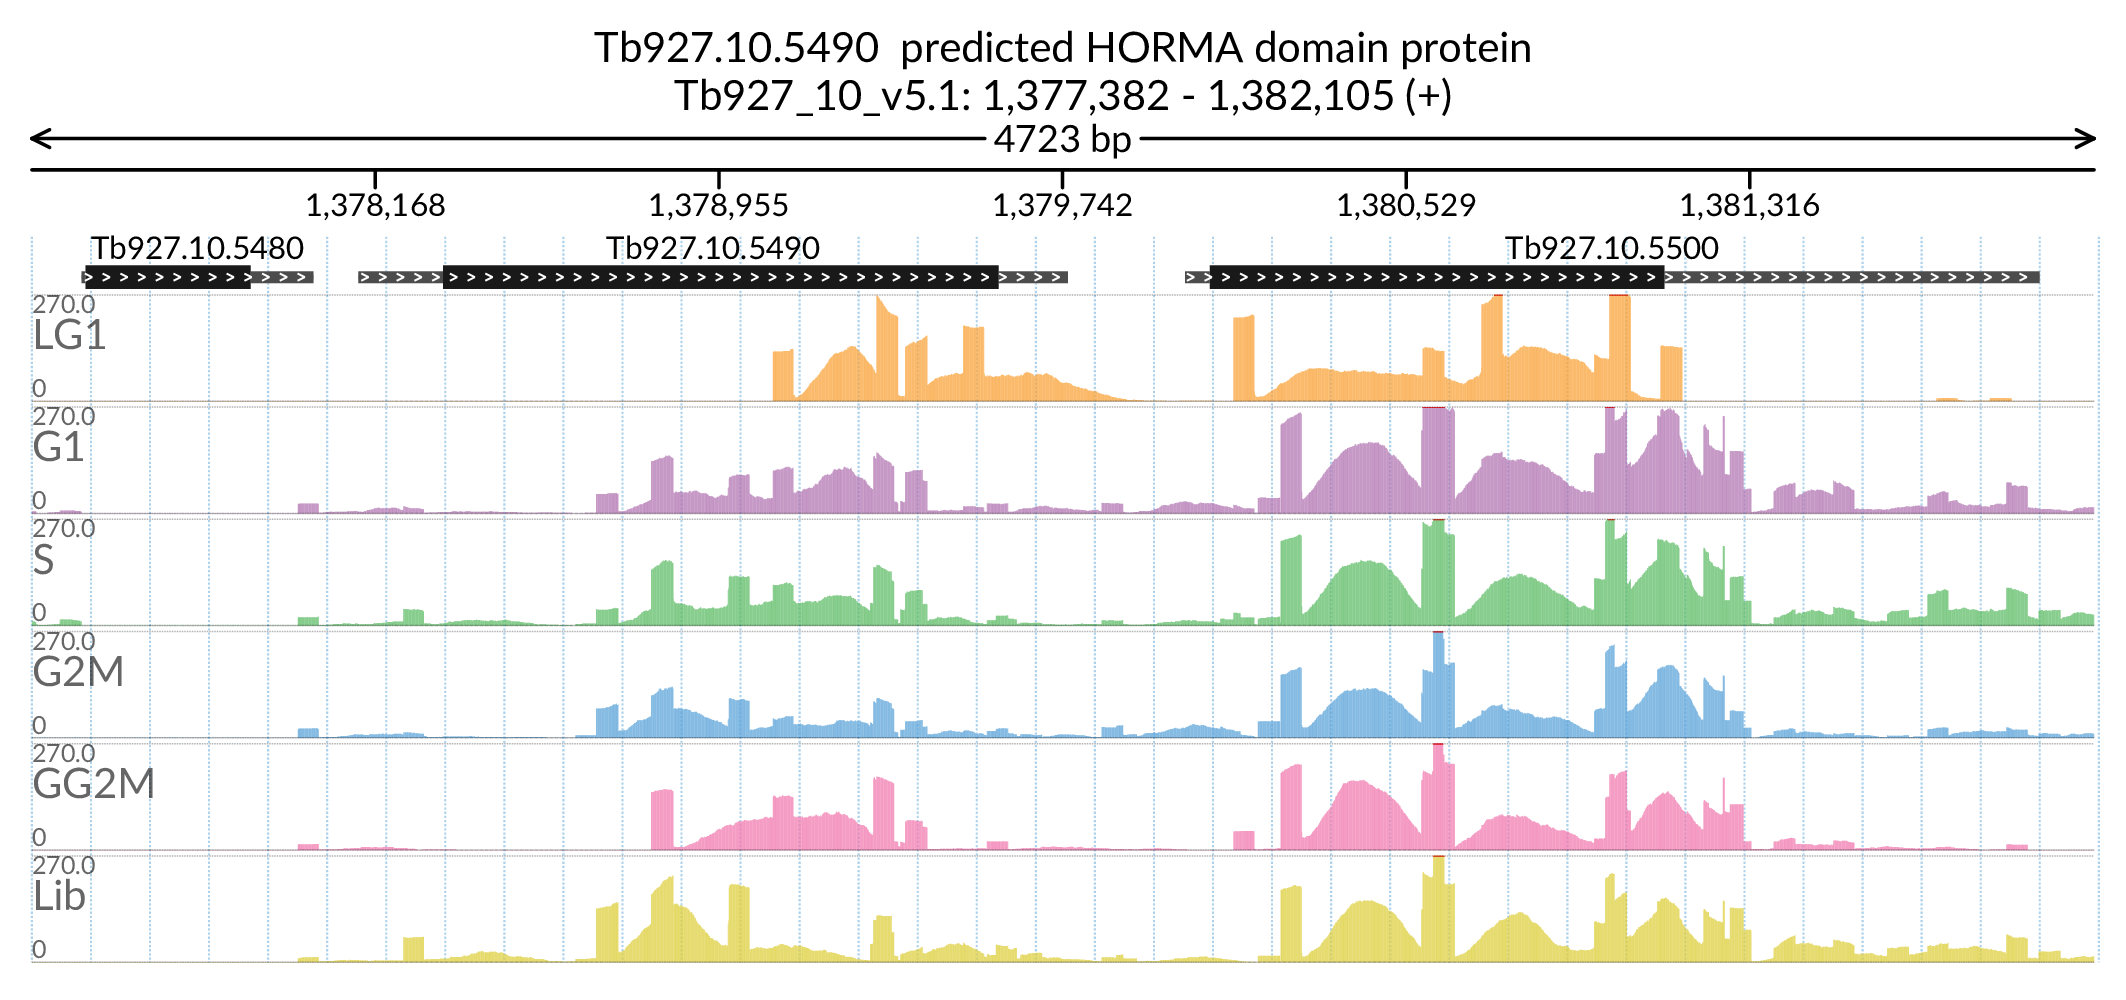 Tb927.10.5490 predicted HORMA domain protein
Tb927_10_v5.1: 1,377,382 - 1,382,105 (+)
4723 bp
1,378,168 1,378,955 1,379,742 1,380,529 1,381,316
Tb927.10.5480 Tb927.10.5490 Tb927.10.5500
270.0
LG1
0
270.0
G1
0
270.0
S
0
270.0
G2M
0
270.0
GG2M
0
270.0
Lib
0